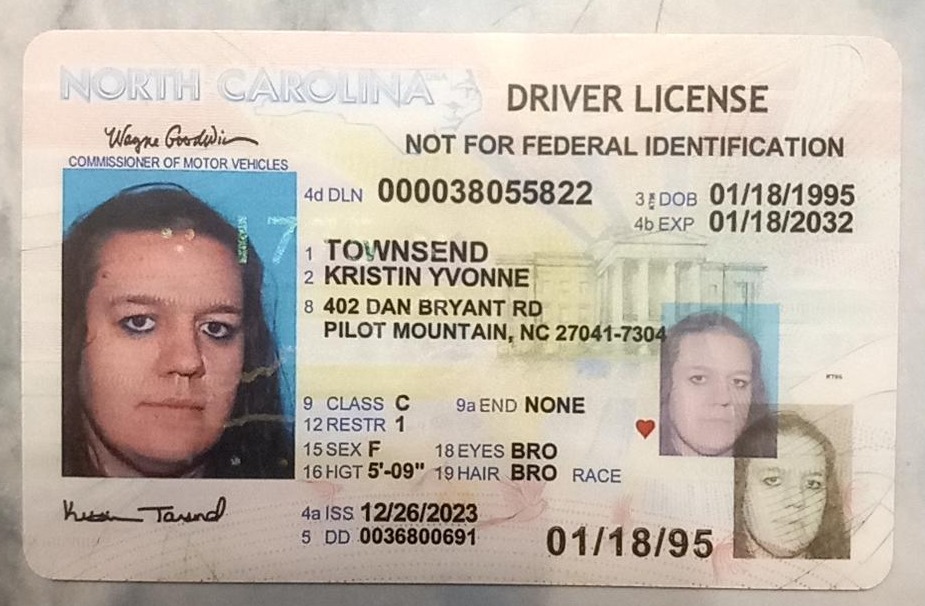 NORTH CAROLINA USA
DRIVER LICENSE
Wayne Goodwin
COMMISSIONER OF MOTOR VEHICLES
NOT FOR FEDERAL IDENTIFICATION
4d DLN 000038055822
3 DOB 01/18/1995
4b EXP 01/18/2032
1 TOWNSEND
2 KRISTIN YVONNE
8 402 DAN BRYANT RD
PILOT MOUNTAIN, NC 27041-7304
9 CLASS C 9a END NONE
12 RESTR 1
15 SEX F 18 EYES BRO
16 HGT 5'-09" 19 HAIR BRO RACE
4a ISS 12/26/2023
5 DD 0036800691
01/18/95